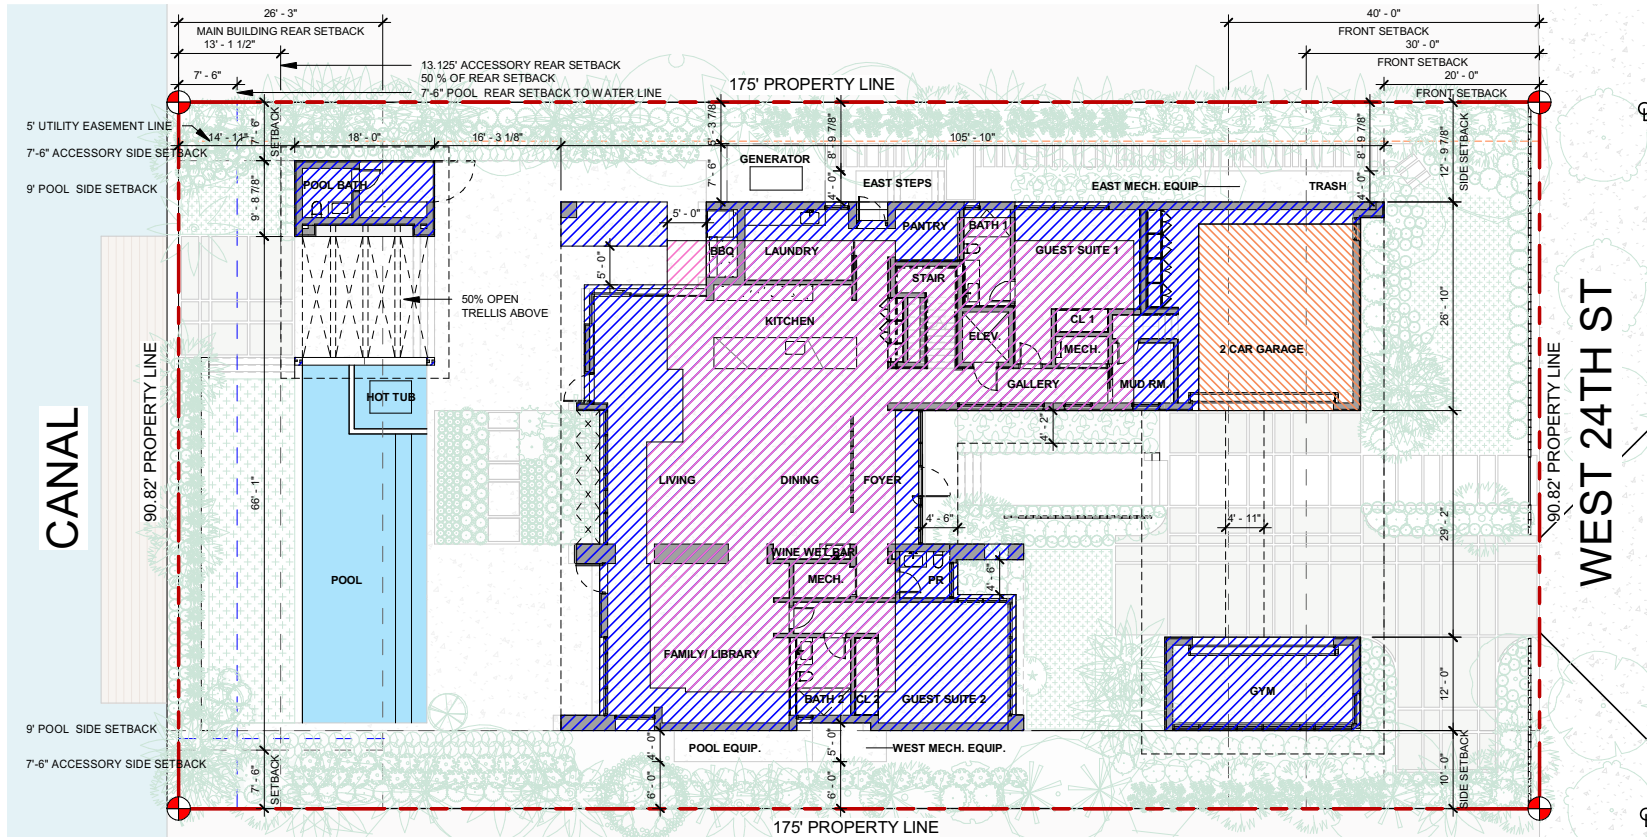 26' - 3"
MAIN BUILDING REAR SETBACK
13' - 1 1/2"
7' - 6"
13.125' ACCESSORY REAR SETBACK
50 % OF REAR SETBACK
7'-6" POOL REAR SETBACK TO WATER LINE
175' PROPERTY LINE
40' - 0"
FRONT SETBACK
30' - 0"
FRONT SETBACK
20' - 0"
FRONT SETBACK
5' UTILITY EASEMENT LINE
14' - 11"
7' - 6"
SETBACK
18' - 0"
16' - 3 1/8"
5' - 3 7/8"
8' - 9 7/8"
105' - 10"
8' - 9 7/8"
12' - 9 7/8"
SIDE SETBACK
7'-6" ACCESSORY SIDE SETBACK
9' POOL SIDE SETBACK
GENERATOR
7' - 6"
4' - 0"
EAST STEPS
EAST MECH. EQUIP
TRASH
4' - 0"
POOL BATH
9' - 8 7/8"
5' - 0"
PANTRY
BATH 1
BBQ
LAUNDRY
GUEST SUITE 1
5' - 0"
STAIR
50% OPEN
TRELLIS ABOVE
KITCHEN
CL 1
ELEV.
MECH.
2 CAR GARAGE
26' - 10"
GALLERY
MUD RM
HOT TUB
CANAL
90.82' PROPERTY LINE
4' - 2"
66' - 1"
LIVING
DINING
FOYER
4' - 6"
4' - 11"
29' - 2"
90.82' PROPERTY LINE
WEST 24TH ST
WINE WET BAR
MECH.
PR
4' - 6"
POOL
FAMILY/ LIBRARY
BATH 2
CL 2
GUEST SUITE 2
GYM
12' - 0"
9' POOL SIDE SETBACK
4' - 0"
POOL EQUIP.
5' - 0"
WEST MECH. EQUIP.
7'-6" ACCESSORY SIDE SETBACK
7' - 6"
SETBACK
6' - 0"
6' - 0"
10' - 0"
SIDE SETBACK
175' PROPERTY LINE